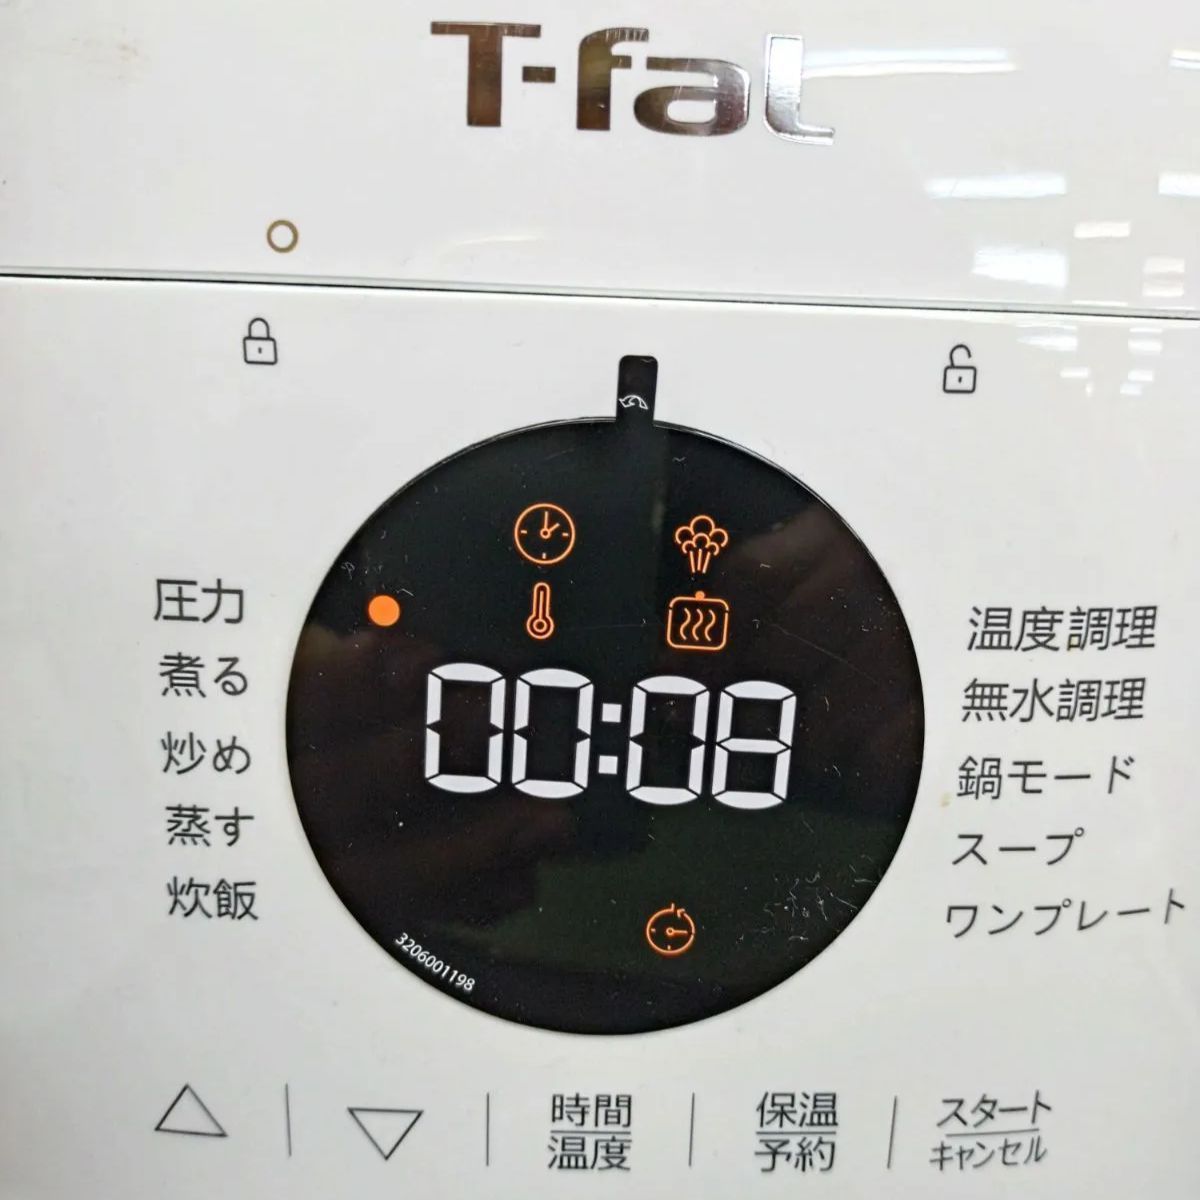 T-fal
圧力
煮る
炒め
蒸す
炊飯
00:08
3206001198
温度調理
無水調理
鍋モード
スープ
ワンプレート
時間
温度
保温
予約
スタート
キャンセル